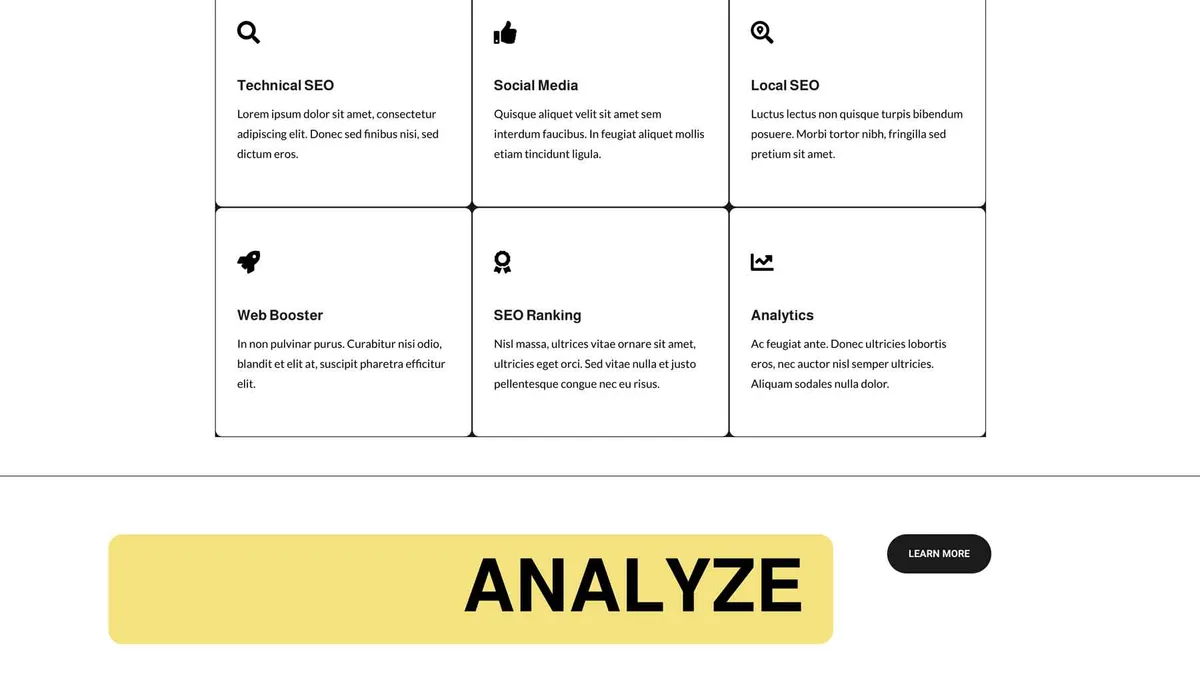 Technical SEO
Lorem ipsum dolor sit amet, consectetur
adipiscing elit. Donec sed finibus nisi, sed
dictum eros.
Social Media
Quisque aliquet velit sit amet sem
interdum faucibus. In feugiat aliquet mollis
etiam tincidunt ligula.
Local SEO
Luctus lectus non quisque turpis bibendum
posuere. Morbi tortor nibh, fringilla sed
pretium sit amet.
Web Booster
In non pulvinar purus. Curabitur nisi odio,
blandit et elit at, suscipit pharetra efficitur
elit.
SEO Ranking
Nisl massa, ultrices vitae ornare sit amet,
ultricies eget orci. Sed vitae nulla et justo
pellentesque congue nec eu risus.
Analytics
Ac feugiat ante. Donec ultricies lobortis
eros, nec auctor nisl semper ultricies.
Aliquam sodales nulla dolor.
ANALYZE
LEARN MORE